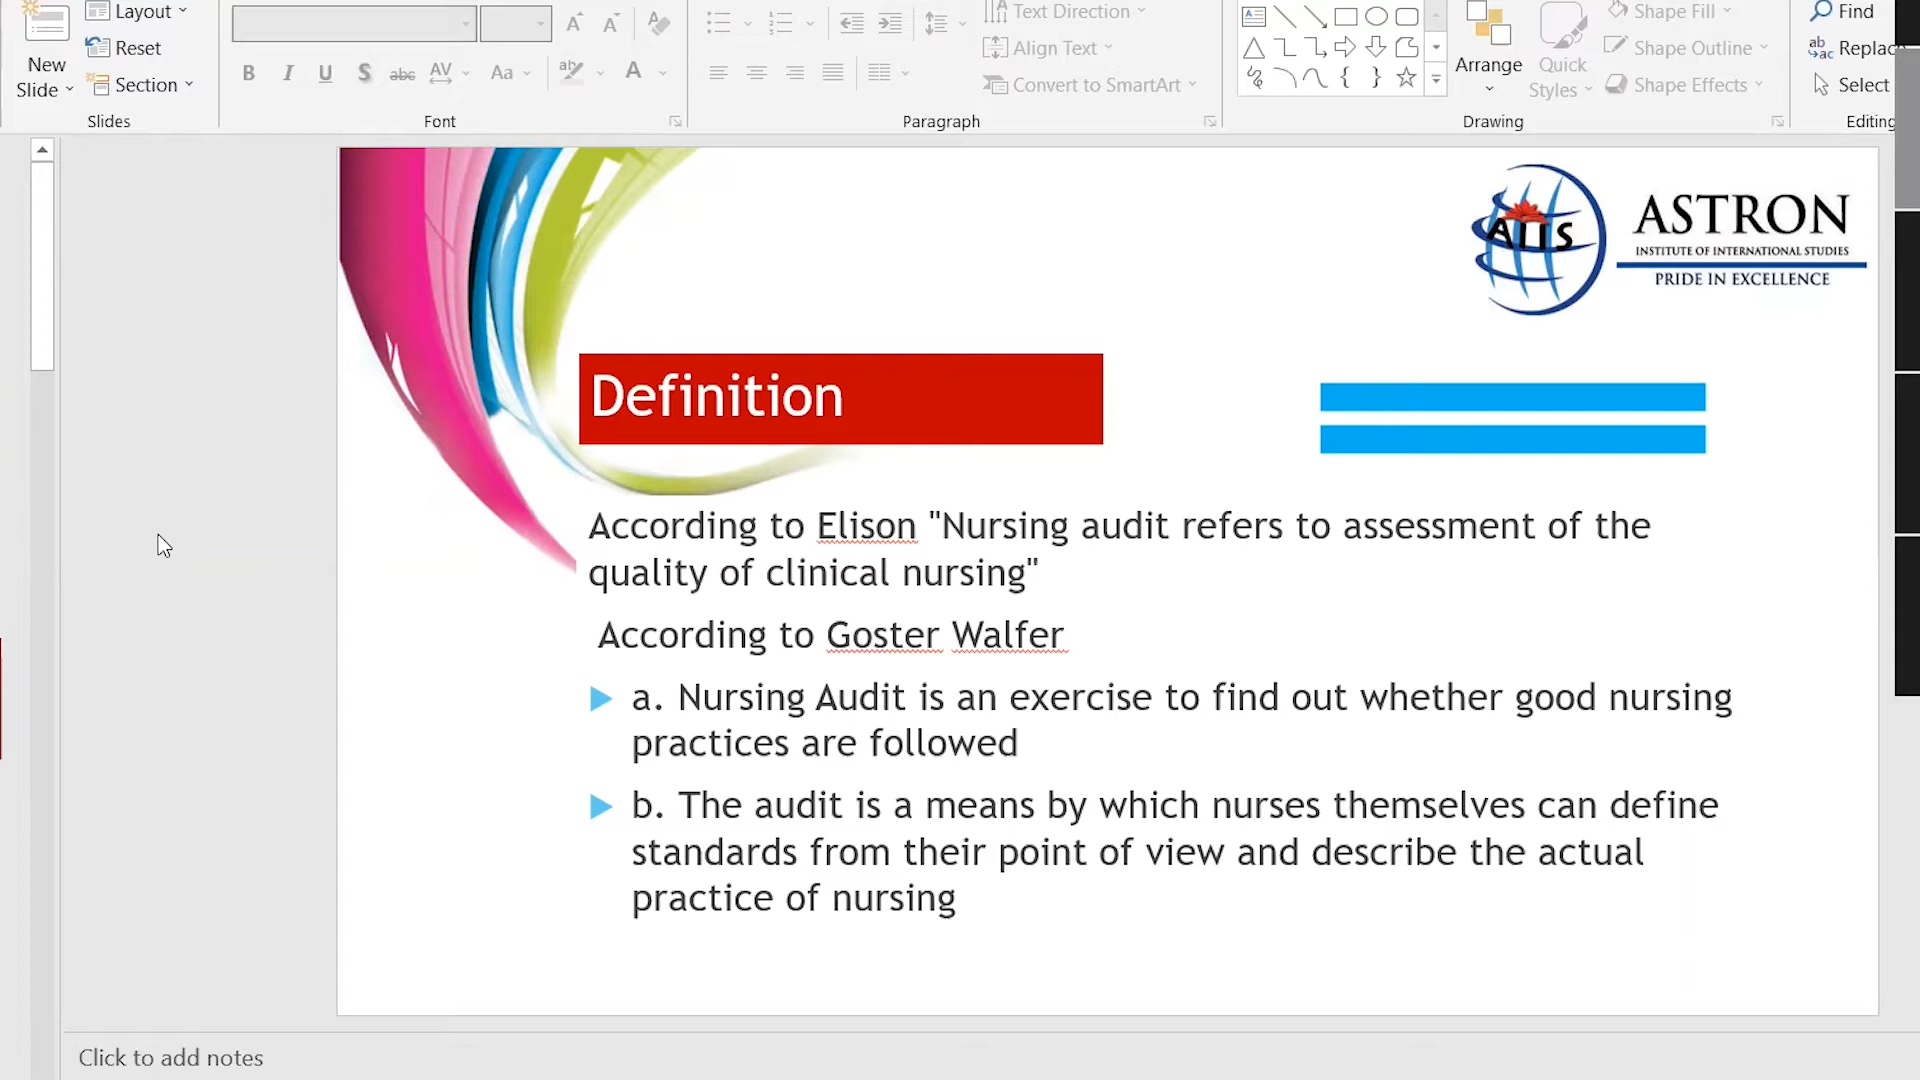 Layout
Reset
New
Slide
Section
Slides
B I U S abc AV Aa A
Font
Text Direction
Align Text
Convert to SmartArt
Paragraph
Arrange
Quick
Styles
Shape Fill
Shape Outline
Shape Effects
Drawing
Find
Replac
Select
Editing
ALIS
ASTRON
INSTITUTE OF INTERNATIONAL STUDIES
PRIDE IN EXCELLENCE
Definition
According to Elison "Nursing audit refers to assessment of the
quality of clinical nursing"
According to Goster Walfer
a. Nursing Audit is an exercise to find out whether good nursing
practices are followed
b. The audit is a means by which nurses themselves can define
standards from their point of view and describe the actual
practice of nursing
Click to add notes